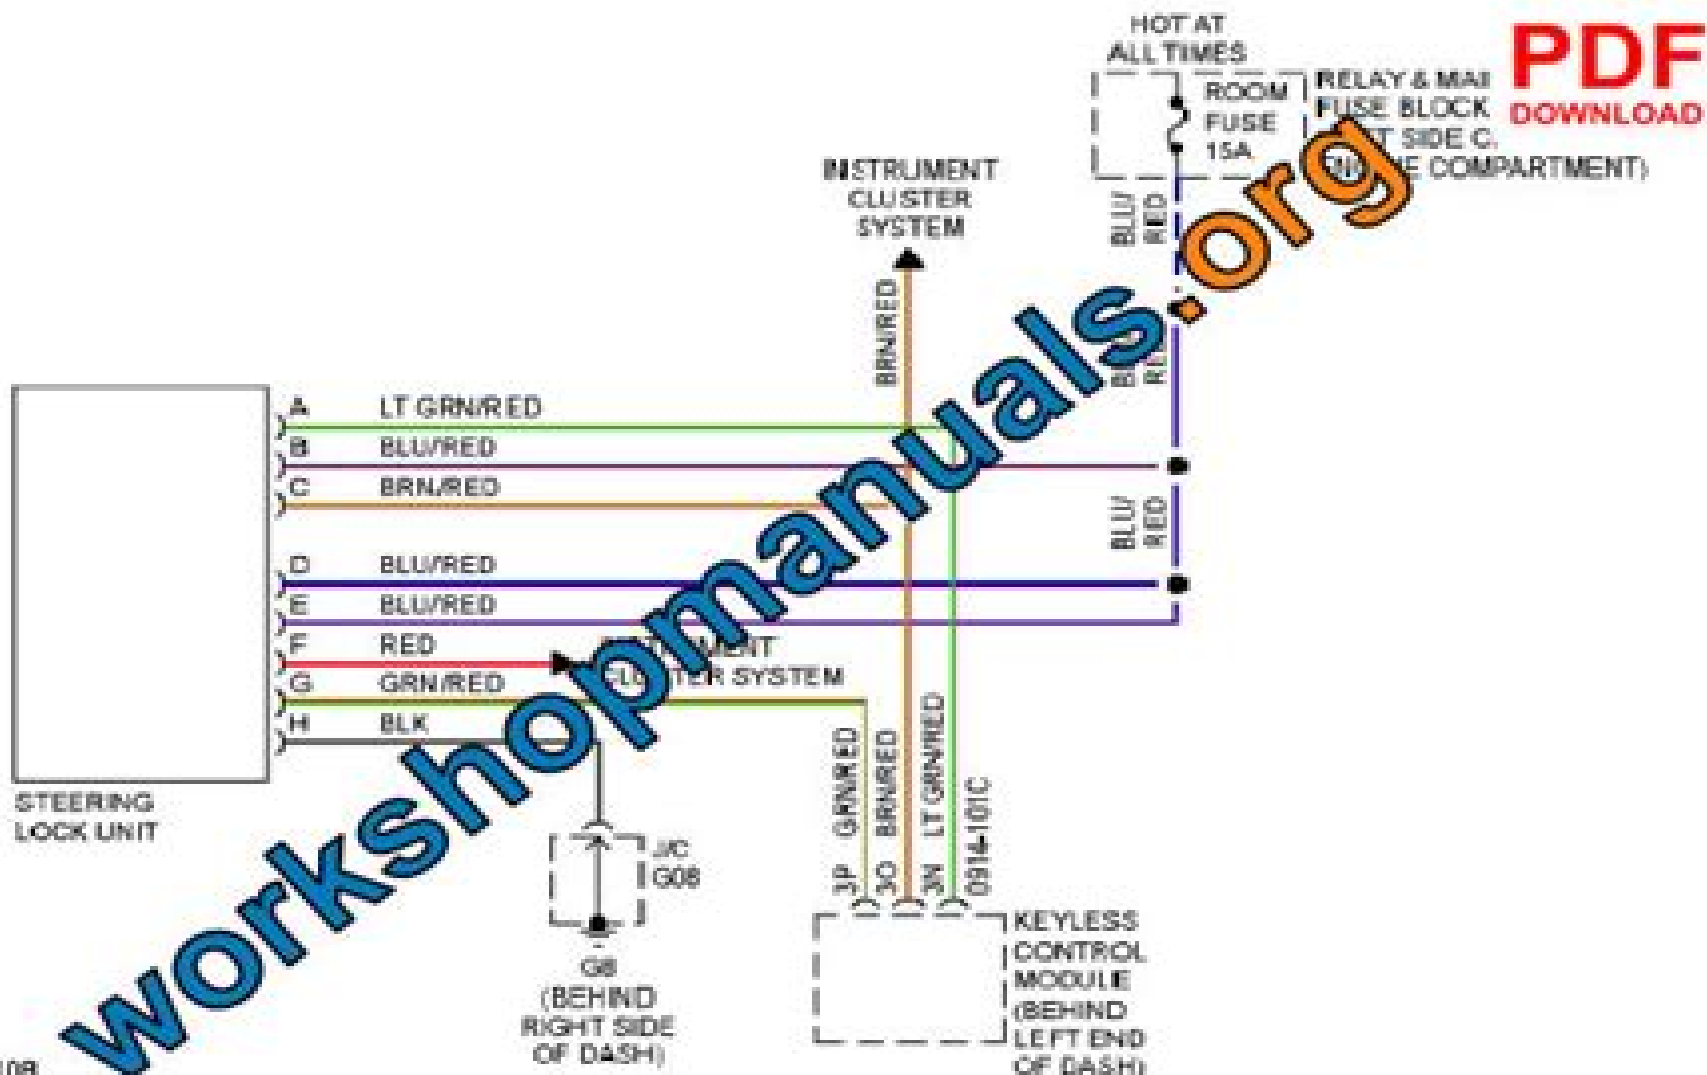 HOT AT
ALL TIMES
ROOM
FUSE
15A
RELAY & MAI
FUSE BLOCK
SIDE
COMPARTMENT)
PDF
DOWNLOAD
INSTRUMENT
CLUSTER
SYSTEM
BLU/
RED
BRN/RED
A LT GRN/RED
B BLU/RED
C BRN/RED
BLU/
RED
D BLU/RED
E BLU/RED
F RED
G GRN/RED
H BLK
CLUSTER SYSTEM
STEERING
LOCK UNIT
J/C
G08
G8
(BEHIND
RIGHT SIDE
OF DASH)
3P GRN/RED
3O BRN/RED
3N LT GRN/RED
0914-101C
KEYLESS
CONTROL
MODULE
(BEHIND
LEFT END
OF DASH)
workshopmanuals.org